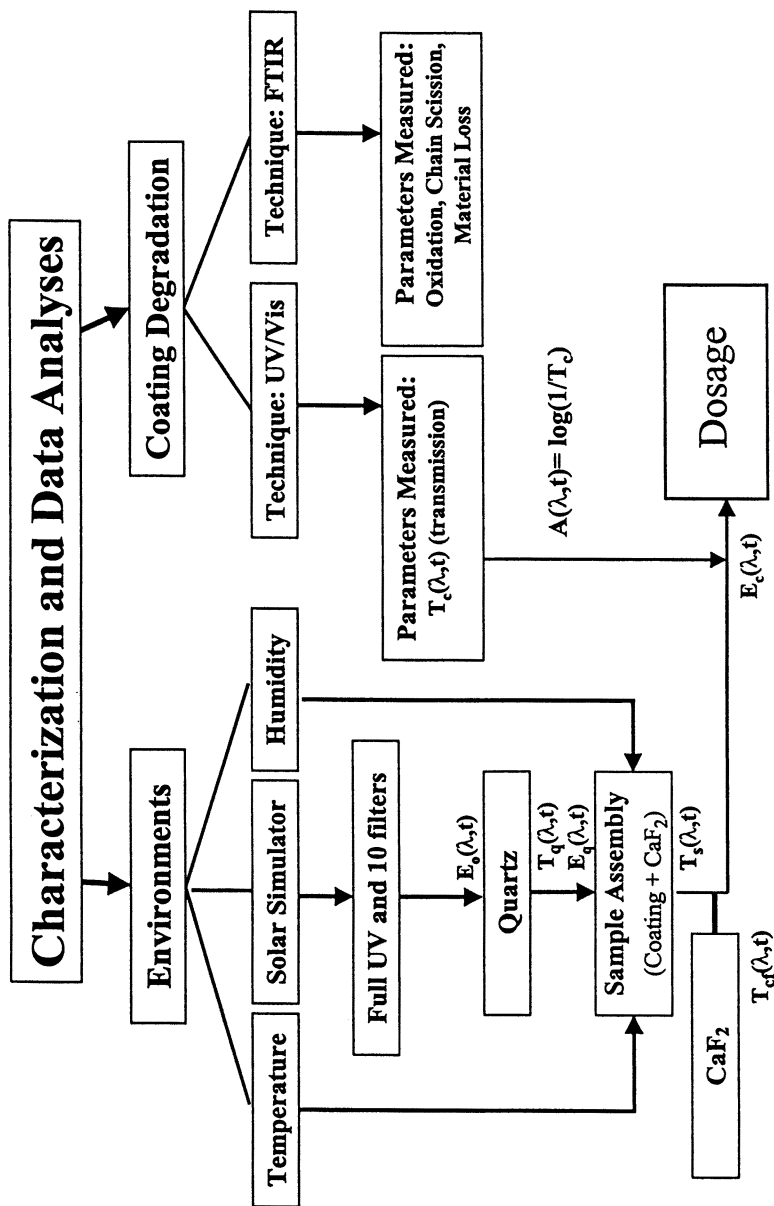 Characterization and Data Analyses
Environments
Coating Degradation
Temperature
Solar Simulator
Humidity
Technique: UV/Vis
Technique: FTIR
Full UV and 10 filters
Parameters Measured:
T_c(λ,t) (transmission)
Parameters Measured:
Oxidation, Chain Scission,
Material Loss
E_o(λ,t)
Quartz
T_q(λ,t)
E_q(λ,t)
A(λ,t)= log(1/T_c)
Sample Assembly
(Coating + CaF₂)
T_s(λ,t)
CaF₂
T_cf(λ,t)
E_c(λ,t)
Dosage